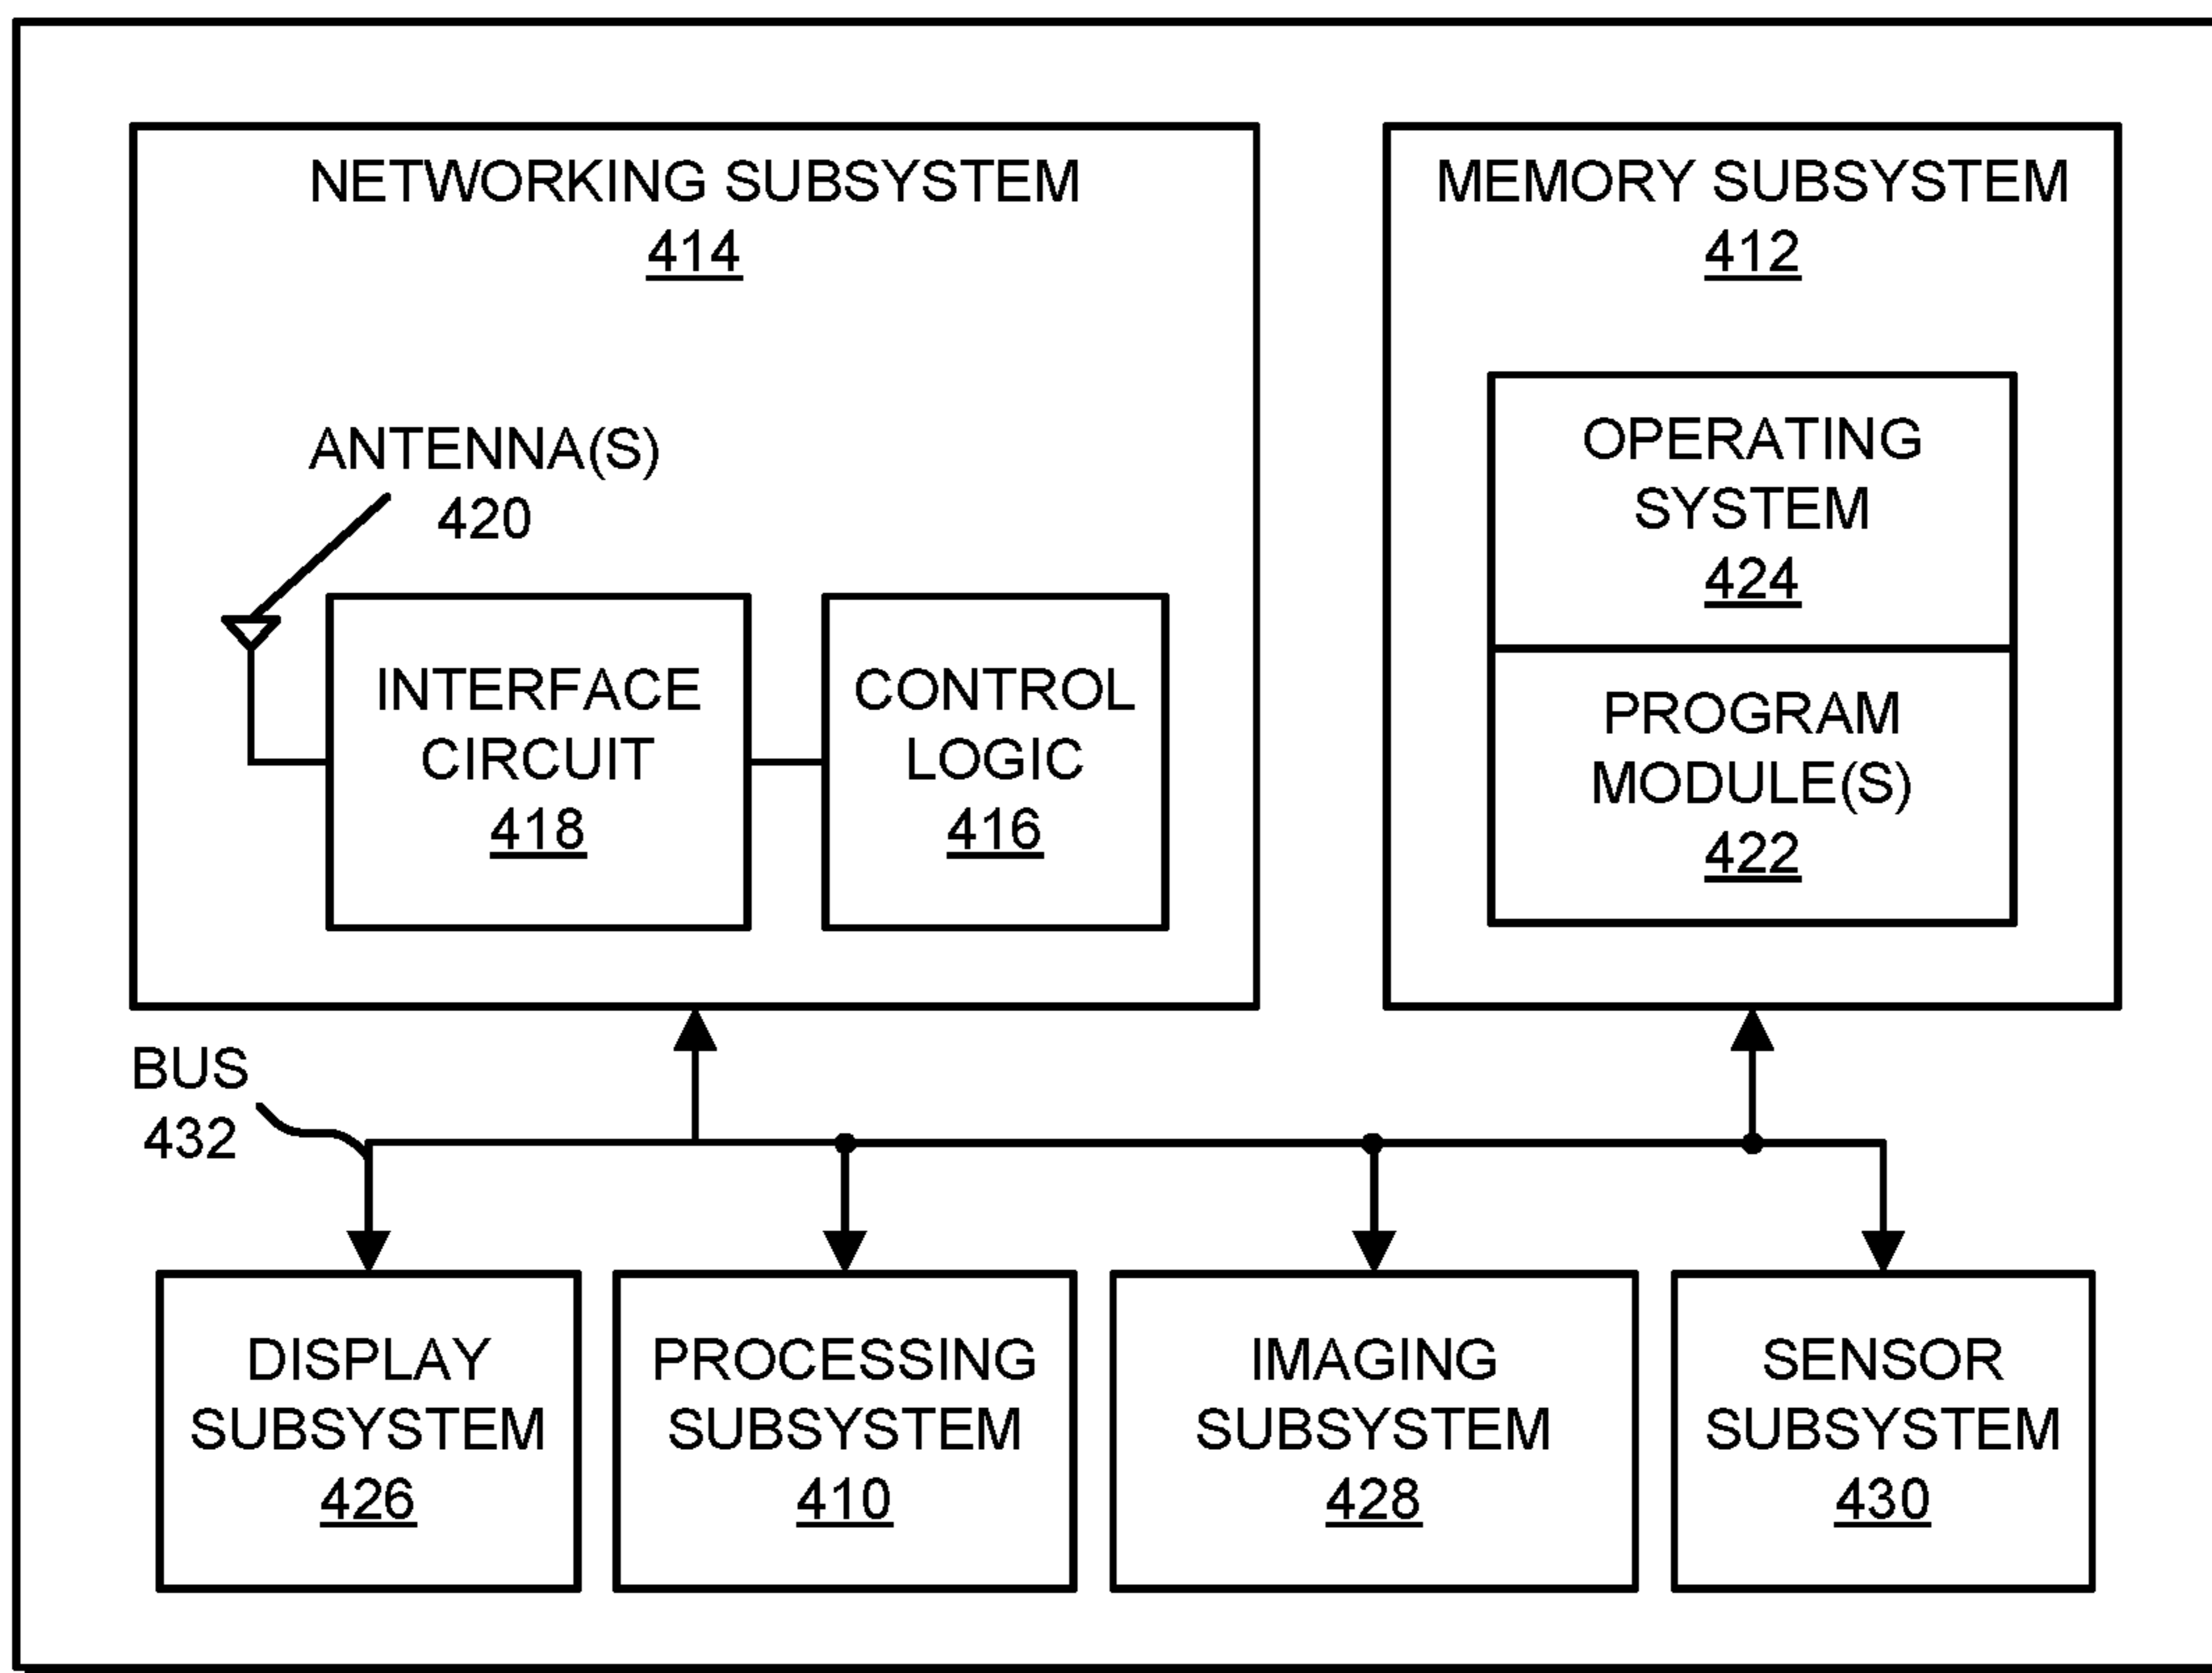 NETWORKING SUBSYSTEM
414
ANTENNA(S)
420
INTERFACE
CIRCUIT
418
CONTROL
LOGIC
416
MEMORY SUBSYSTEM
412
OPERATING
SYSTEM
424
PROGRAM
MODULE(S)
422
BUS
432
DISPLAY
SUBSYSTEM
426
PROCESSING
SUBSYSTEM
410
IMAGING
SUBSYSTEM
428
SENSOR
SUBSYSTEM
430